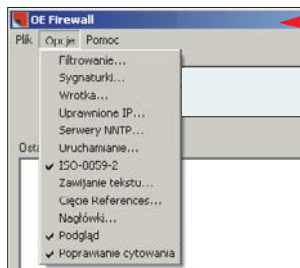 OE Firewall
Plik Opcje Pomoc
Filtrowanie...
Sygnaturki...
Wrotka...
Uprawnione IP...
Serwery NNTP...
Uruchamianie...
Osta
ISO-8859-2
Zawijanie tekstu...
Cięcie References...
Nagłówki...
Podgląd
Poprawianie cytowania